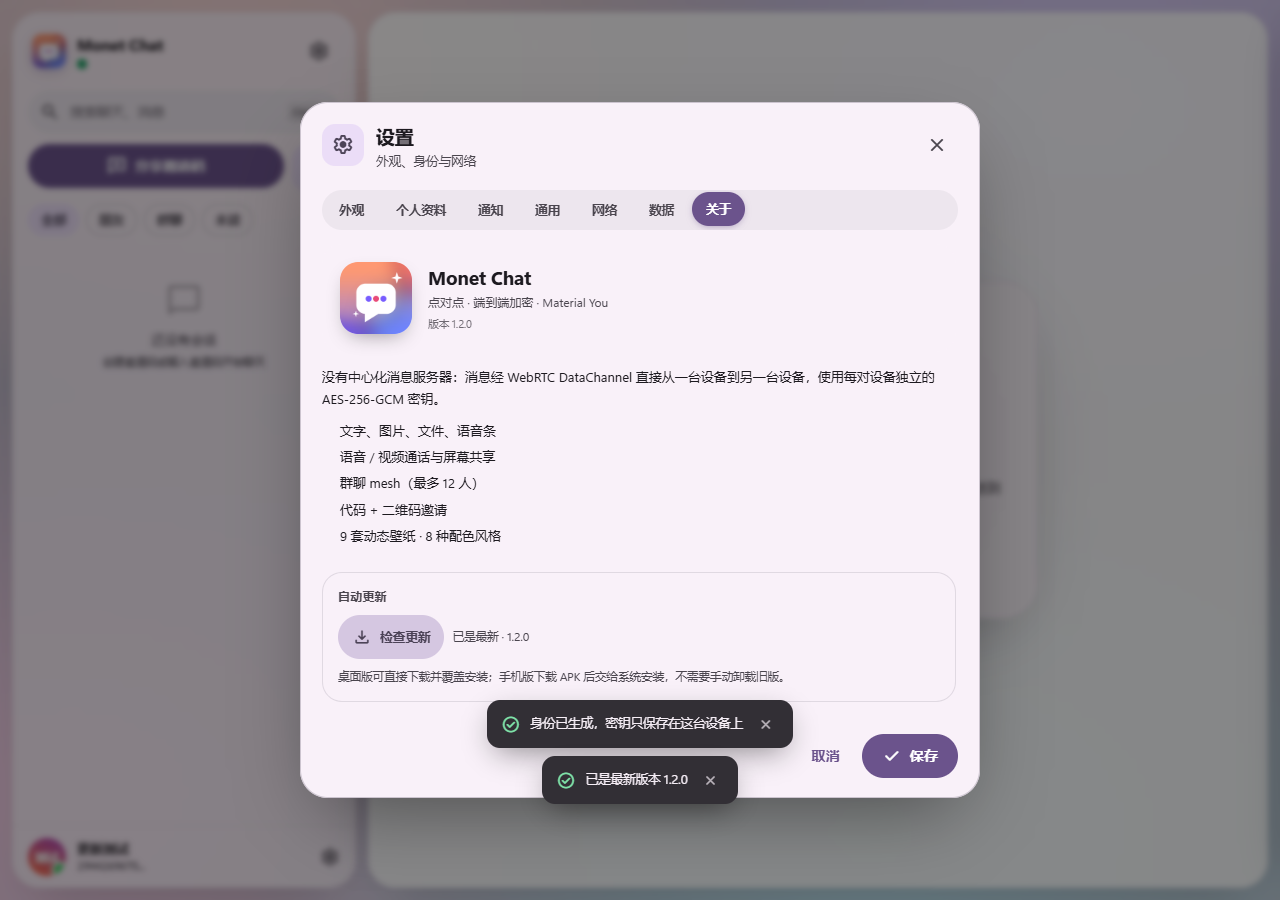 Monet Chat
设置
外观、身份与网络
外观 个人资料 通知 通用 网络 数据 关于
Monet Chat
点对点 · 端到端加密 · Material You
版本 1.2.0
没有中心化消息服务器：消息经 WebRTC DataChannel 直接从一台设备到另一台设备，使用每对设备独立的
AES-256-GCM 密钥。
文字、图片、文件、语音条
语音 / 视频通话与屏幕共享
群聊 mesh（最多 12 人）
代码 + 二维码邀请
9 套动态壁纸 · 8 种配色风格
自动更新
检查更新 已是最新 · 1.2.0
桌面版可直接下载并覆盖安装；手机版下载 APK 后交给系统安装，不需要手动卸载旧版。
身份已生成，密钥只保存在这台设备上
取消 保存
已是最新版本 1.2.0